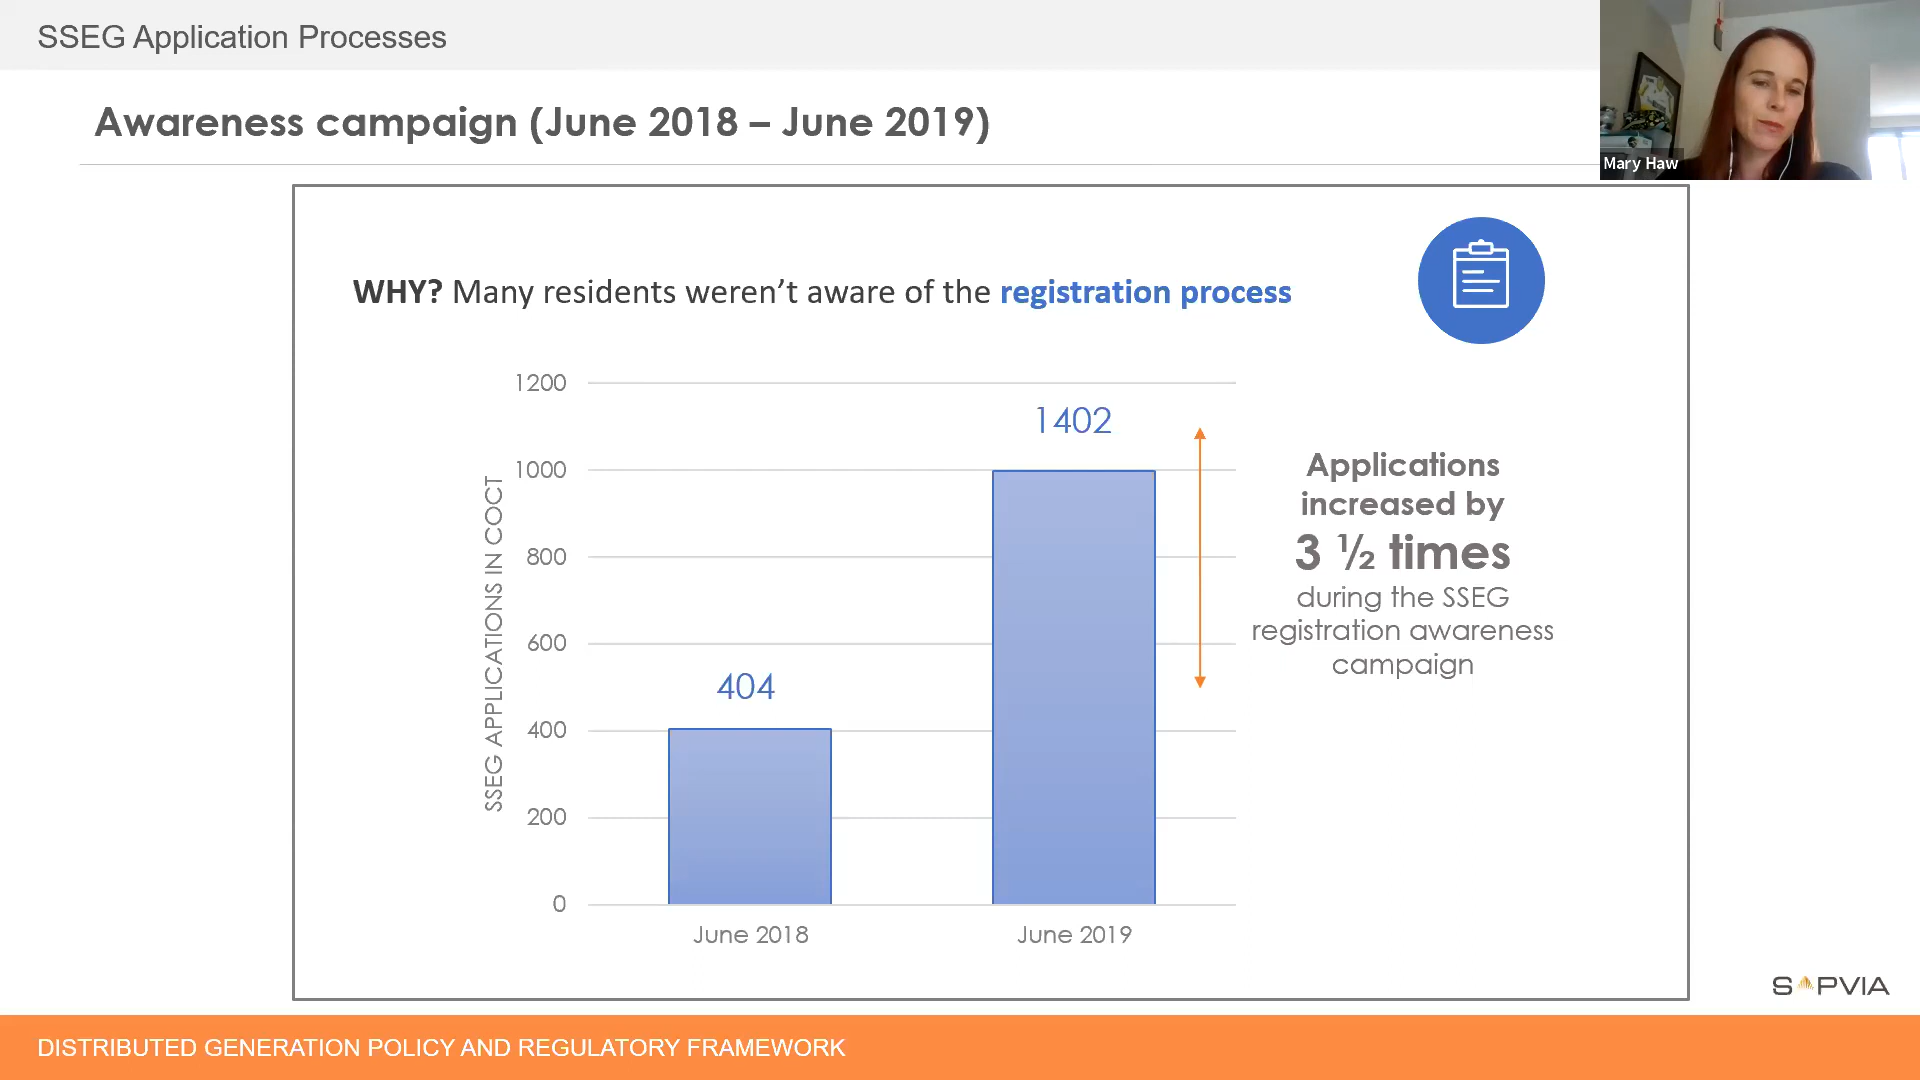 SSEG Application Processes
Awareness campaign (June 2018 – June 2019)
Mary Haw
WHY? Many residents weren't aware of the registration process
1200
1000
800
600
400
200
0
SSEG APPLICATIONS IN COCT
404
1402
June 2018
June 2019
Applications
increased by
3 ½ times
during the SSEG
registration awareness
campaign
SAPVIA
DISTRIBUTED GENERATION POLICY AND REGULATORY FRAMEWORK